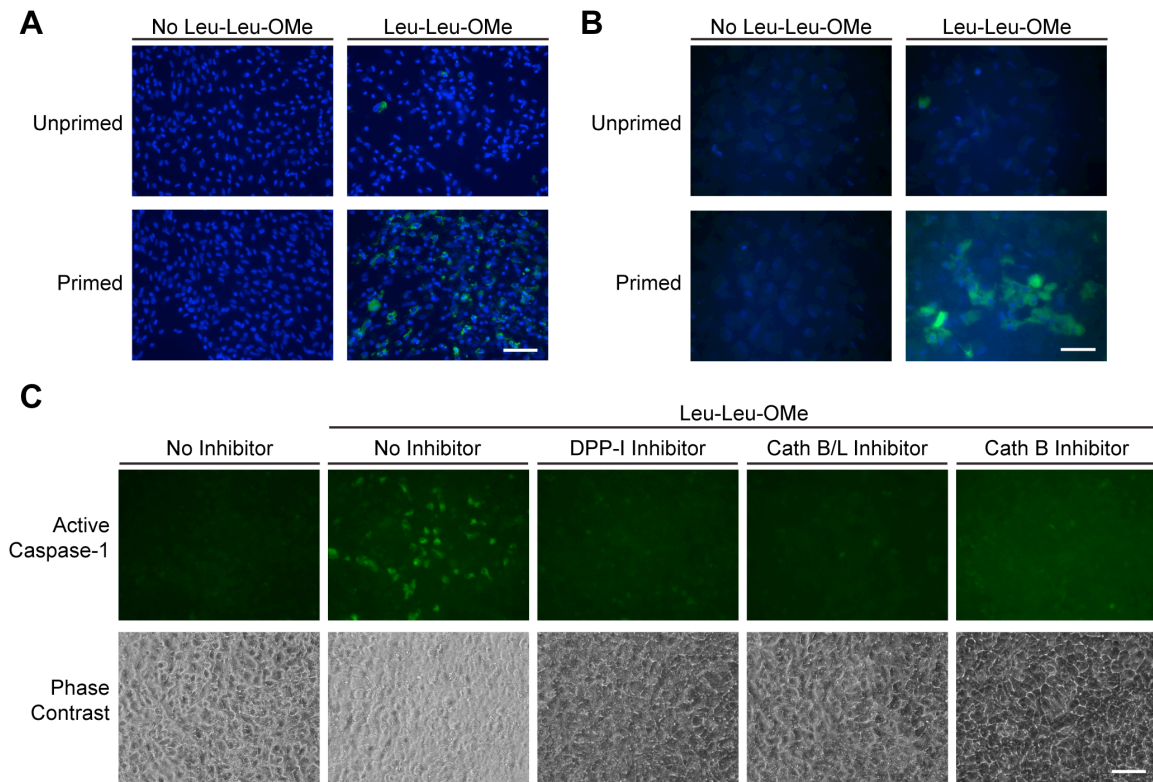 A
No Leu-Leu-OMe
Leu-Leu-OMe
Unprimed
Primed
B
No Leu-Leu-OMe
Leu-Leu-OMe
Unprimed
Primed
C
Leu-Leu-OMe
No Inhibitor
No Inhibitor
DPP-I Inhibitor
Cath B/L Inhibitor
Cath B Inhibitor
Active
Caspase-1
Phase
Contrast